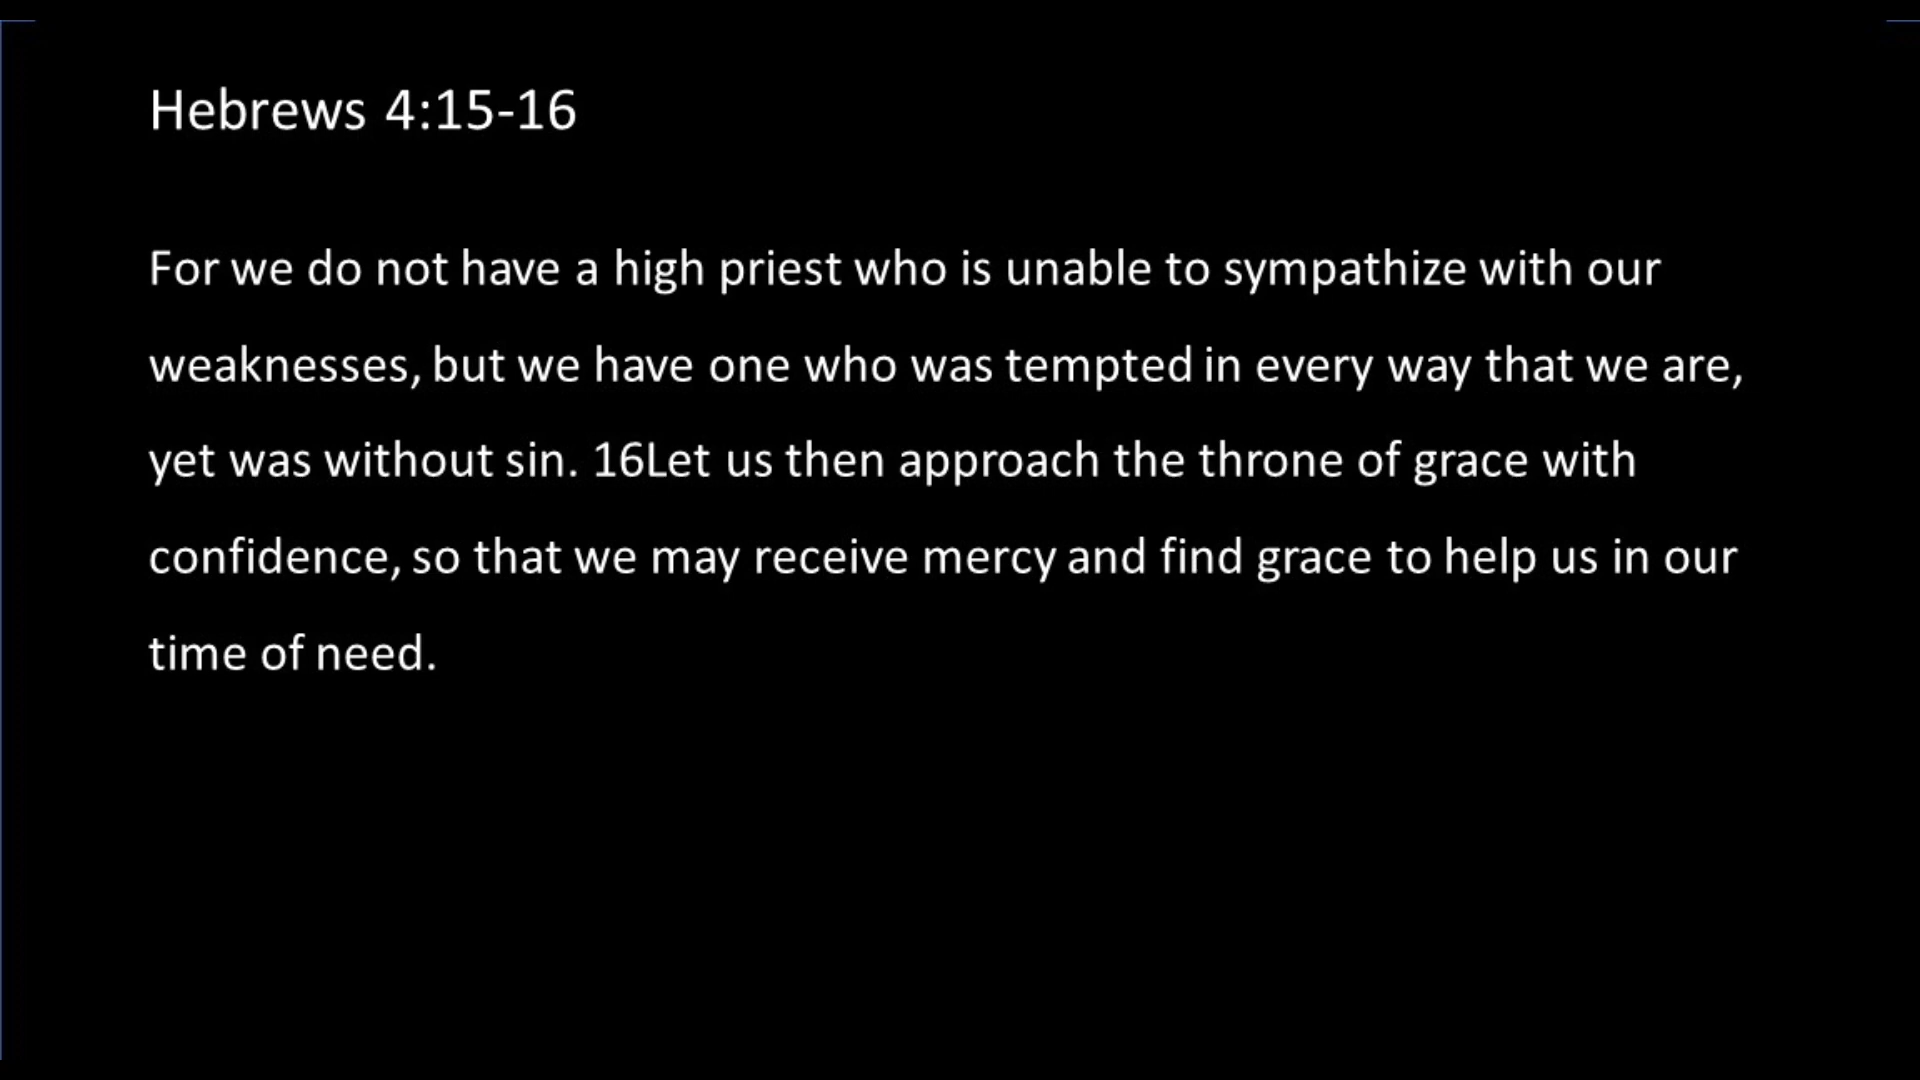 Hebrews 4:15-16
For we do not have a high priest who is unable to sympathize with our
weaknesses, but we have one who was tempted in every way that we are,
yet was without sin. 16Let us then approach the throne of grace with
confidence, so that we may receive mercy and find grace to help us in our
time of need.